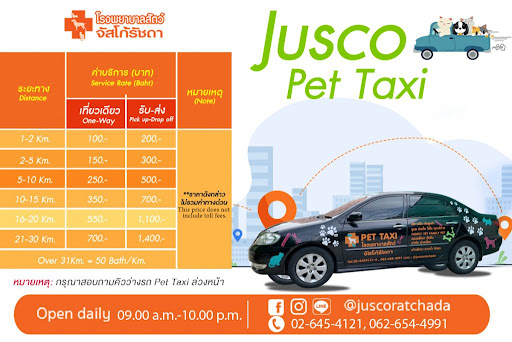 โรงพยาบาลสัตว์
จัสโก้รัชดา
Jusco
Pet Taxi
ระยะทาง
Distance
ค่าบริการ (บาท)
Service Rate (Baht)
หมายเหตุ
(Note)
เที่ยวเดียว
One-Way
รับ-ส่ง
Pick up-Drop off
1-2 Km. 100.- 200.-
2-5 Km. 150.- 300.-
5-10 Km. 250.- 500.-
10-15 Km. 350.- 700.-
16-20 Km. 550.- 1,100.-
21-30 Km. 700.- 1,400.-
Over 31Km. = 50 Bath/Km.
**ราคาดังกล่าว
ไม่รวมค่าทางด่วน
This price does not
include toll fees.
PET TAXI
โรงพยาบาลสัตว์
จัสโก้รัชดา
หมายเหตุ: กรุณาสอบถามคิวว่างรถ Pet Taxi ล่วงหน้า
Open daily 09.00 a.m.-10.00 p.m.
LINE
@juscoratchada
02-645-4121, 062-654-4991